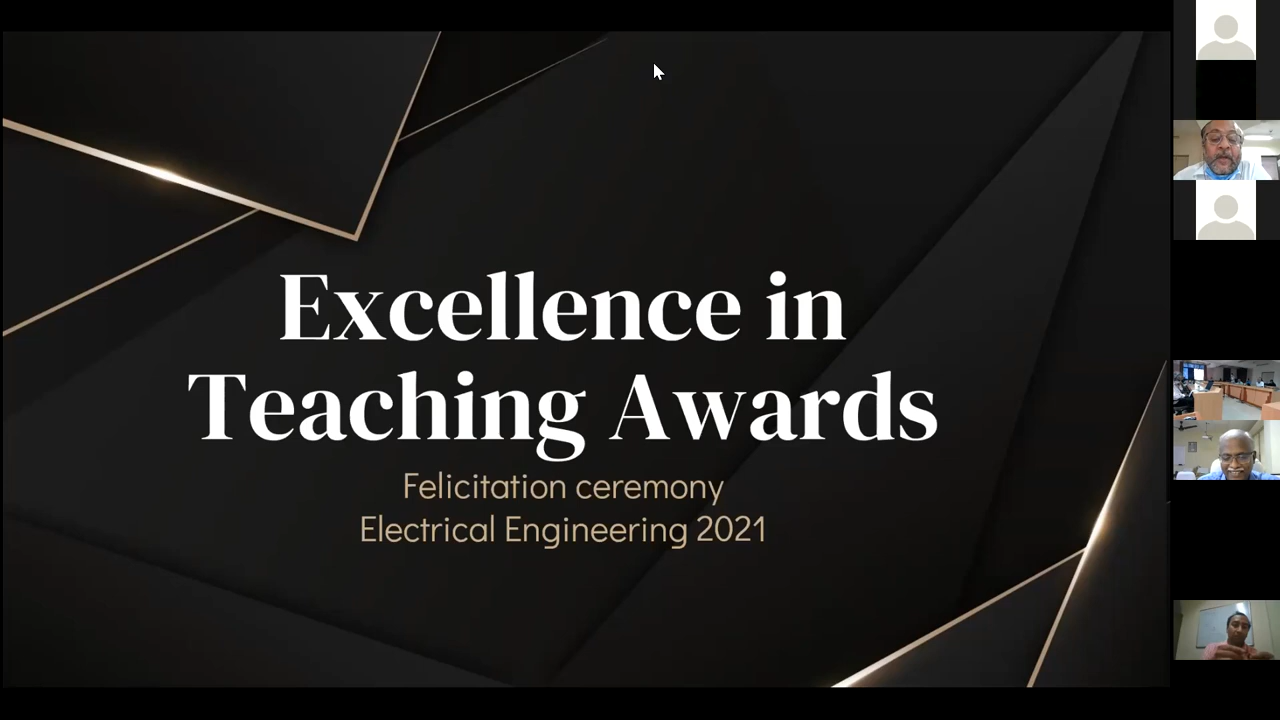 Excellence in
Teaching Awards
Felicitation ceremony
Electrical Engineering 2021